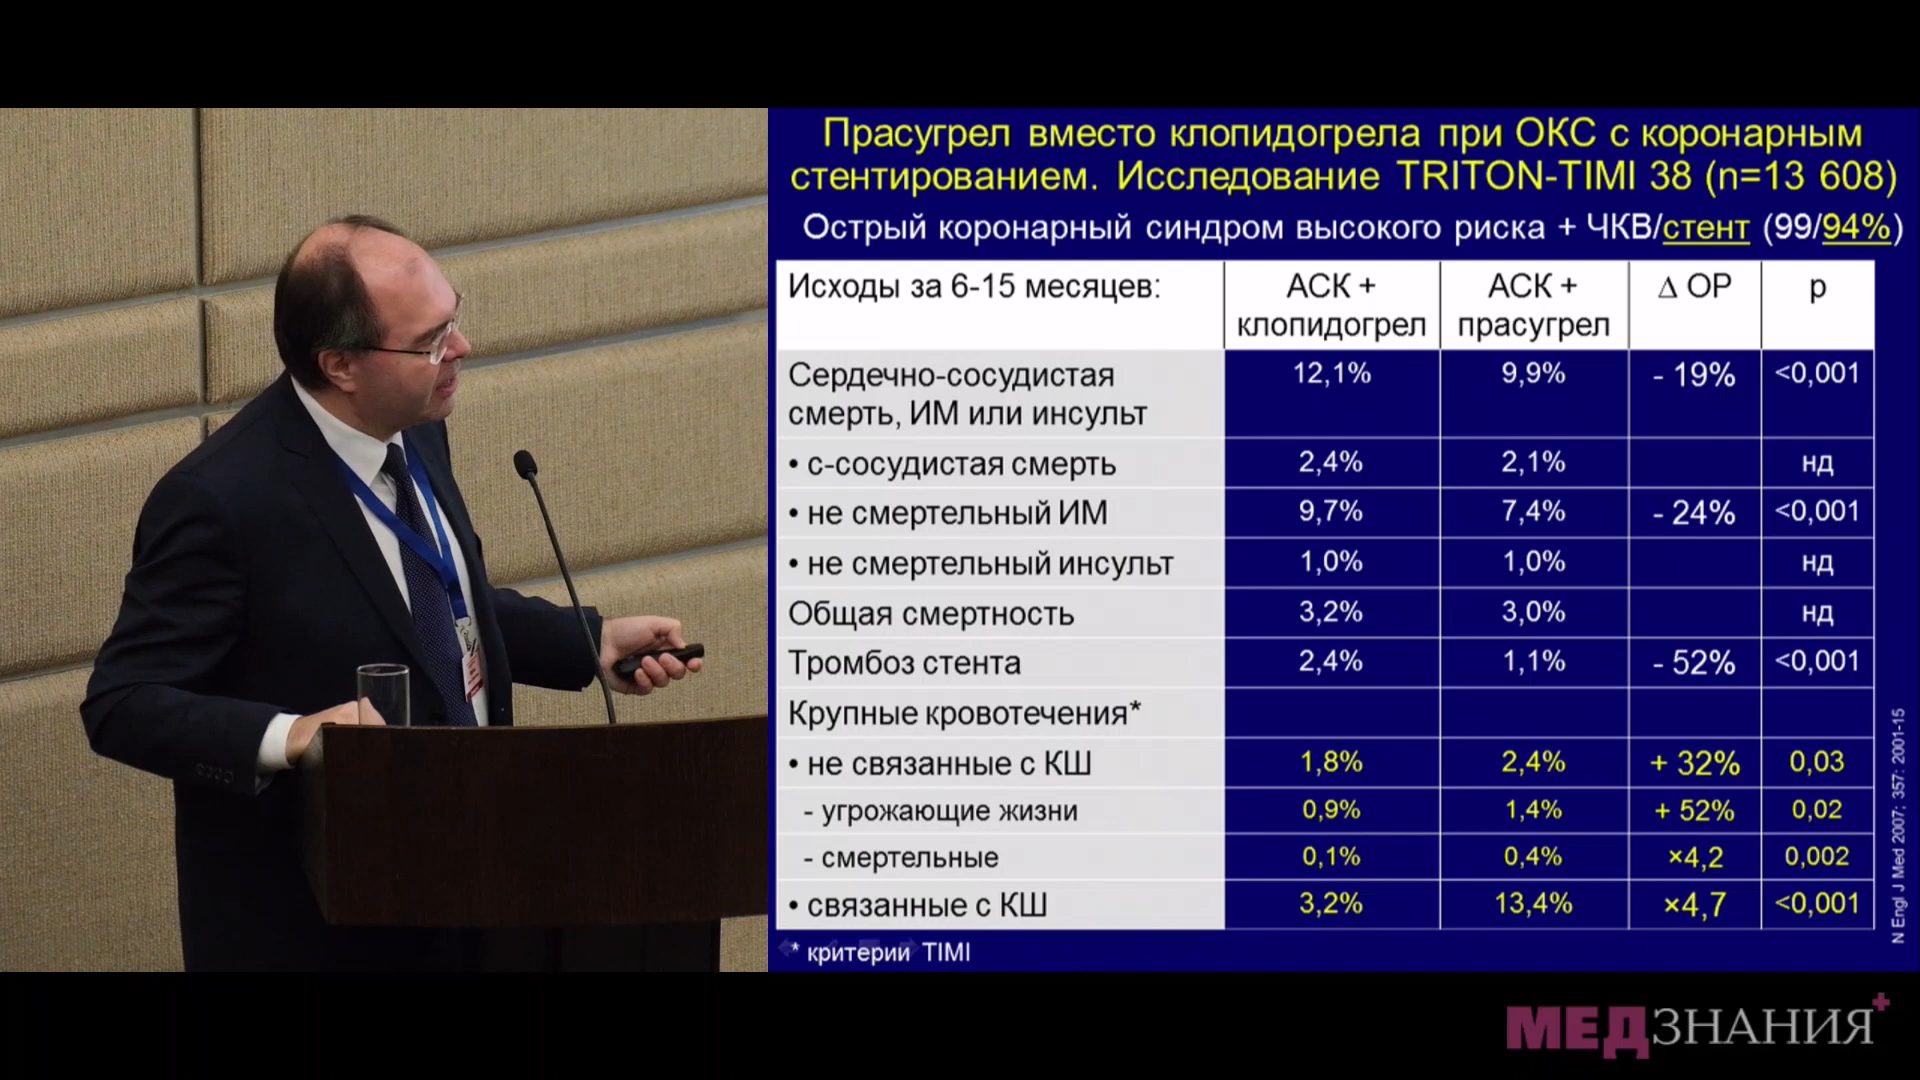 Прасугрел вместо клопидогрела при ОКС с коронарным
стентированием. Исследование TRITON-TIMI 38 (n=13 608)
Острый коронарный синдром высокого риска + ЧКВ/стент (99/94%)
Исходы за 6-15 месяцев: АСК + клопидогрел АСК + прасугрел Δ ОР p
Сердечно-сосудистая смерть, ИМ или инсульт 12,1% 9,9% - 19% <0,001
• с-сосудистая смерть 2,4% 2,1% нд
• не смертельный ИМ 9,7% 7,4% - 24% <0,001
• не смертельный инсульт 1,0% 1,0% нд
Общая смертность 3,2% 3,0% нд
Тромбоз стента 2,4% 1,1% - 52% <0,001
Крупные кровотечения*
• не связанные с КШ 1,8% 2,4% + 32% 0,03
- угрожающие жизни 0,9% 1,4% + 52% 0,02
- смертельные 0,1% 0,4% ×4,2 0,002
• связанные с КШ 3,2% 13,4% ×4,7 <0,001
* критерии TIMI
N Engl J Med 2007; 357: 2001-15
МЕДЗНАНИЯ+